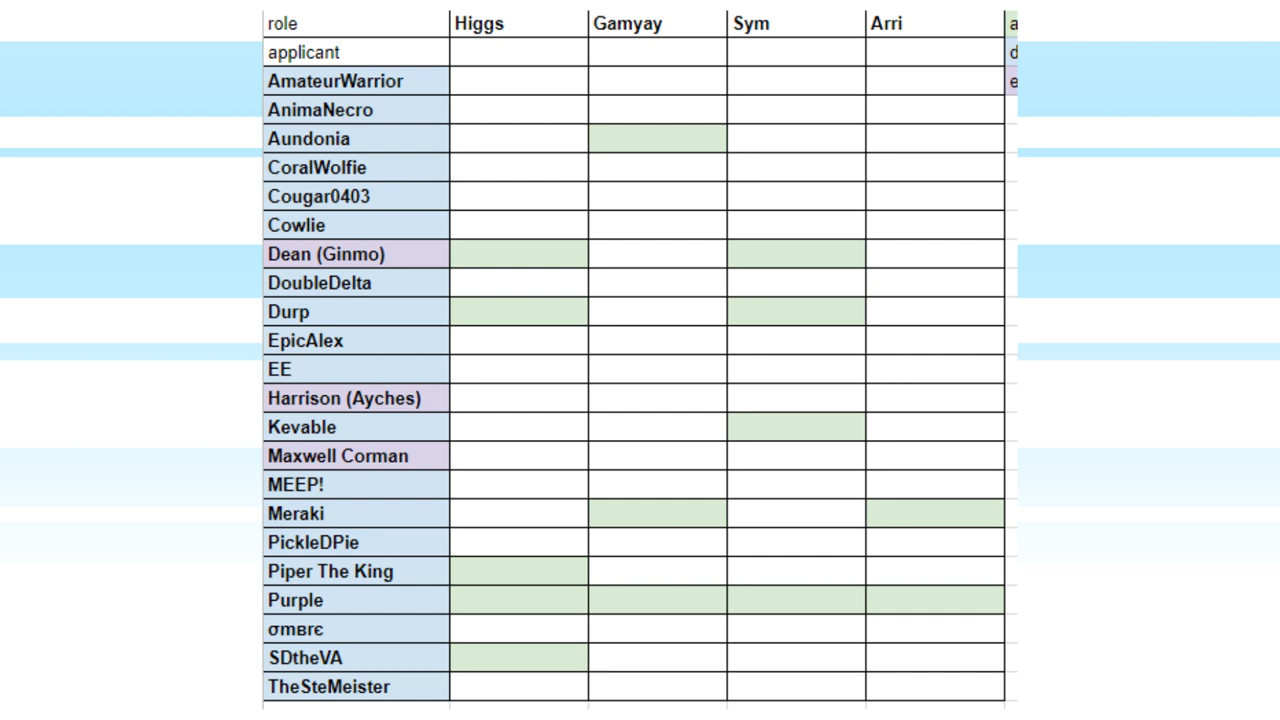 role Higgs Gamyay Sym Arri a
applicant d
AmateurWarrior e
AnimaNecro
Aundonia
CoralWolfie
Cougar0403
Cowlie
Dean (Ginmo)
DoubleDelta
Durp
EpicAlex
EE
Harrison (Ayches)
Kevable
Maxwell Corman
MEEP!
Meraki
PickleDPie
Piper The King
Purple
σmвrє
SDtheVA
TheSteMeister